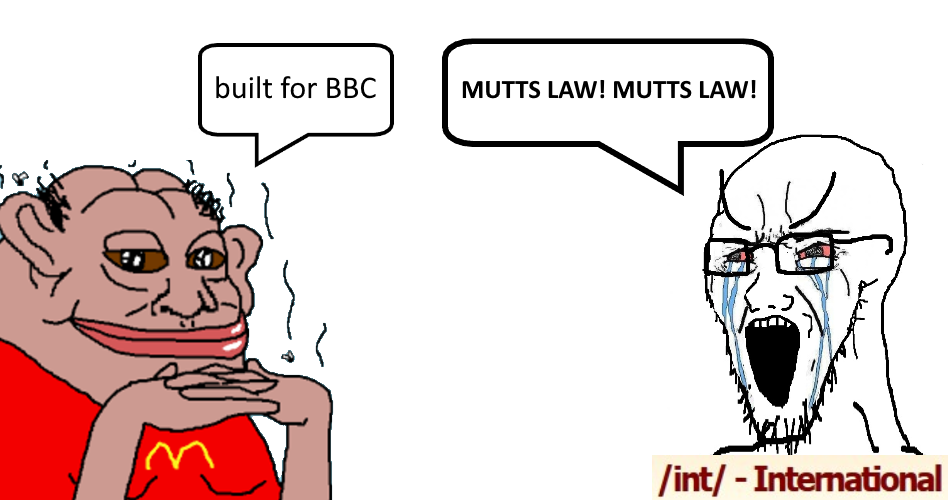 built for BBC
MUTTS LAW! MUTTS LAW!
/int/ - International